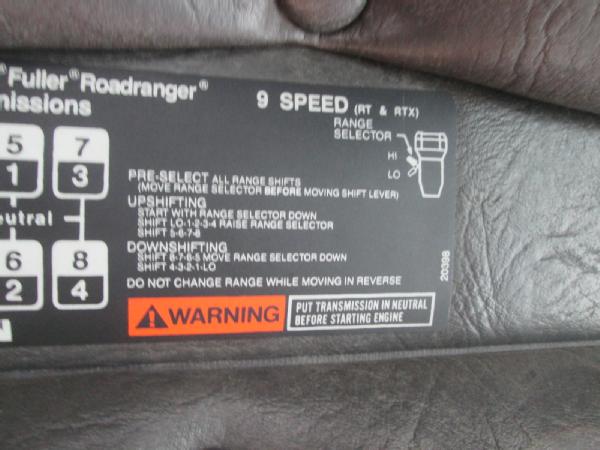 ® Fuller® Roadranger®
nissions
9 SPEED (RT & RTX)
RANGE
SELECTOR
HI
LO
5 7
1 3
eutral
6 8
2 4
N
PRE-SELECT ALL RANGE SHIFTS
(MOVE RANGE SELECTOR BEFORE MOVING SHIFT LEVER)
UPSHIFTING
START WITH RANGE SELECTOR DOWN
SHIFT LO-1-2-3-4 RAISE RANGE SELECTOR
SHIFT 5-6-7-8
DOWNSHIFTING
SHIFT 8-7-6-5 MOVE RANGE SELECTOR DOWN
SHIFT 4-3-2-1-LO
DO NOT CHANGE RANGE WHILE MOVING IN REVERSE
20398
WARNING
PUT TRANSMISSION IN NEUTRAL
BEFORE STARTING ENGINE